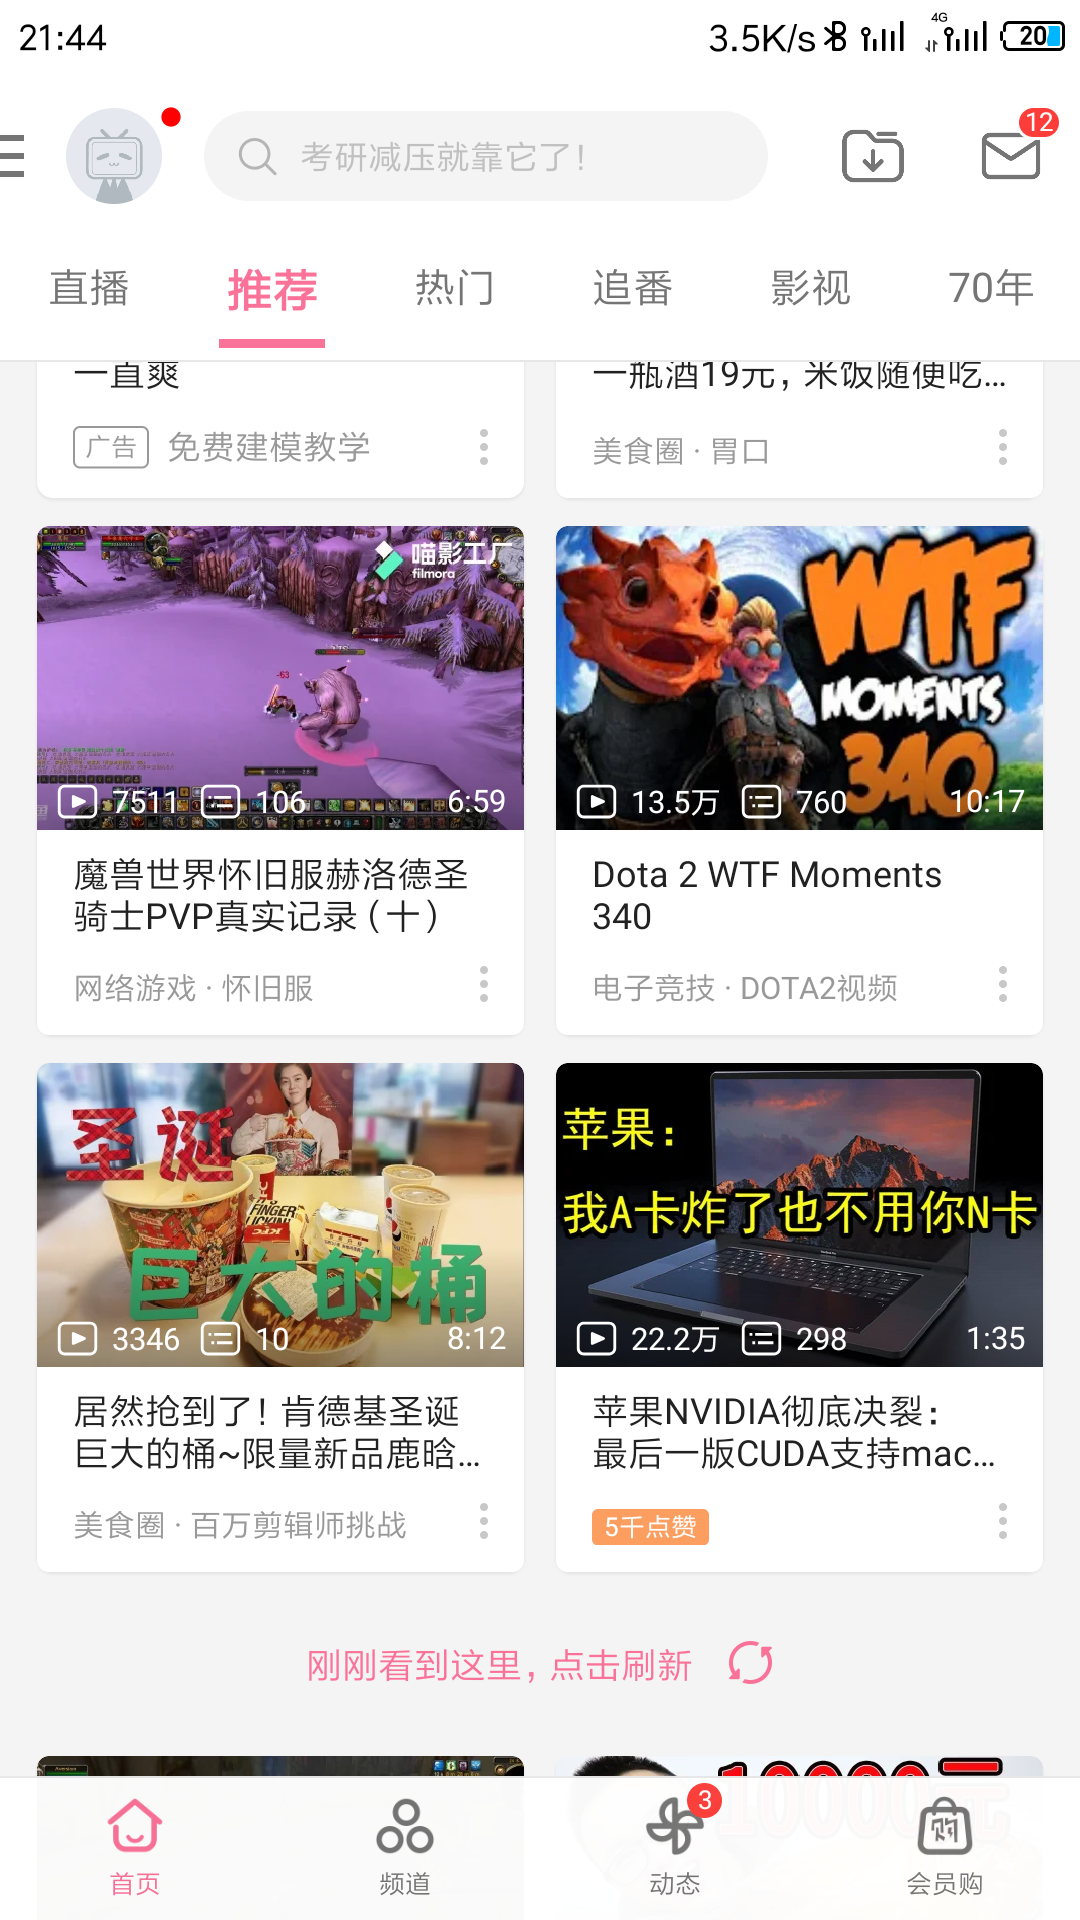 21:44
3.5K/s
4G
20
考研减压就靠它了!
12
直播
推荐
热门
追番
影视
70年
一直爽
一瓶酒19元，米饭随便吃...
广告
免费建模教学
美食圈 · 胃口
喵影工厂
filmora
-53
7511
106
6:59
WTF
MOMENTS
340
13.5万
760
10:17
魔兽世界怀旧服赫洛德圣
骑士PVP真实记录（十）
Dota 2 WTF Moments
340
网络游戏 · 怀旧服
电子竞技 · DOTA2视频
圣诞
FINGER
LICKIN
KFC
巨大的桶
3346
10
8:12
苹果：
我A卡炸了也不用你N卡
22.2万
298
1:35
居然抢到了！肯德基圣诞
巨大的桶~限量新品鹿晗...
苹果NVIDIA彻底决裂：
最后一版CUDA支持mac...
美食圈 · 百万剪辑师挑战
5千点赞
刚刚看到这里，点击刷新
10000元
3
首页
频道
动态
会员购